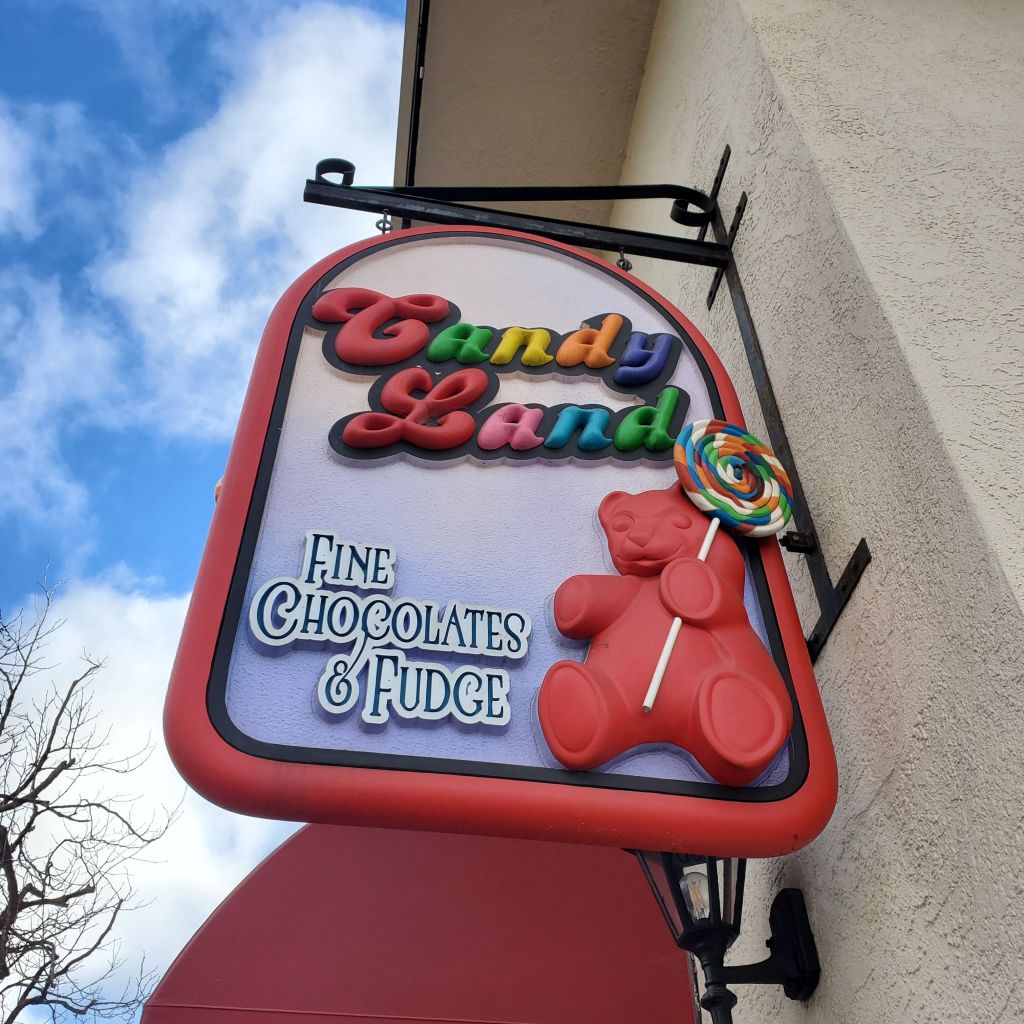 Candy
Land
FINE
CHOCOLATES
& FUDGE